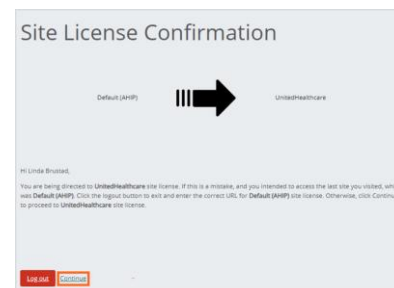 Site License Confirmation
Default (AHIP)
UnitedHealthcare
Hi Linda Brustad,
You are being directed to UnitedHealthcare site license. If this is a mistake, and you intended to access the last site you visited,
was Default (AHIP). Click the logout button to exit and enter the correct URL for Default (AHIP) site license. Otherwise, click
to proceed to UnitedHealthcare site license.
Log out Continue